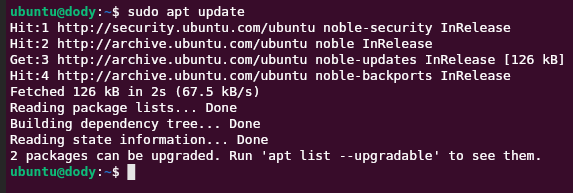 ubuntu@dody:~$ sudo apt update
Hit:1 http://security.ubuntu.com/ubuntu noble-security InRelease
Hit:2 http://archive.ubuntu.com/ubuntu noble InRelease
Get:3 http://archive.ubuntu.com/ubuntu noble-updates InRelease [126 kB]
Hit:4 http://archive.ubuntu.com/ubuntu noble-backports InRelease
Fetched 126 kB in 2s (67.5 kB/s)
Reading package lists... Done
Building dependency tree... Done
Reading state information... Done
2 packages can be upgraded. Run 'apt list --upgradable' to see them.
ubuntu@dody:~$